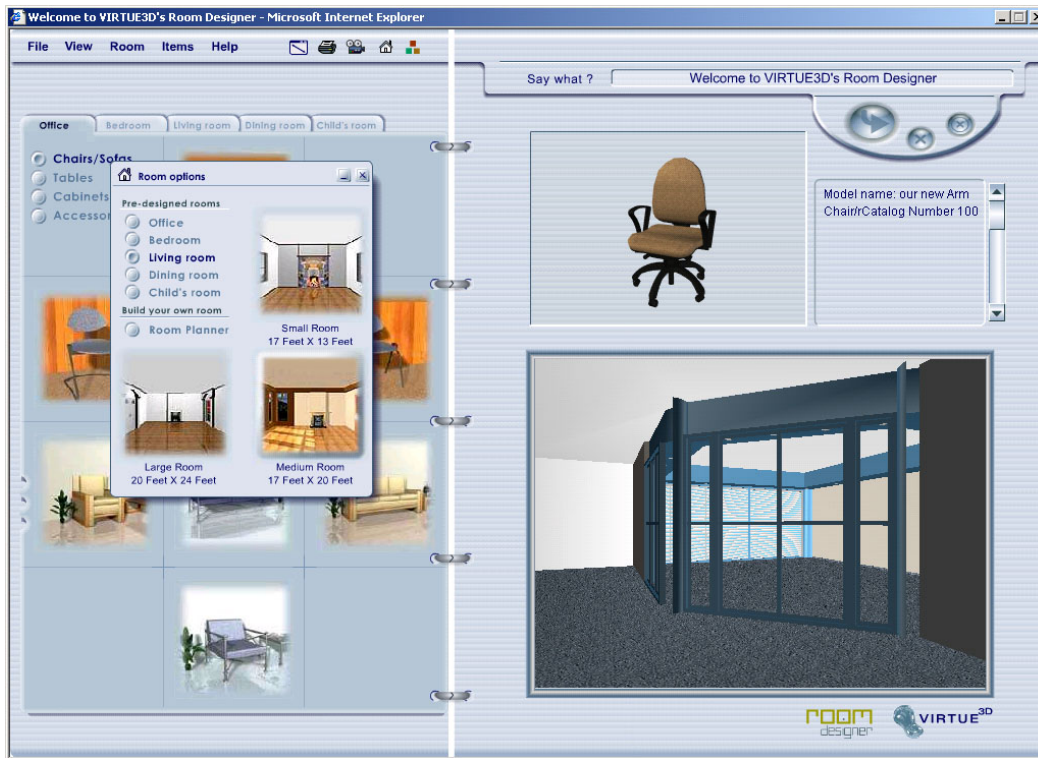 Welcome to VIRTUE3D's Room Designer - Microsoft Internet Explorer
File View Room Items Help
Say what ?
Welcome to VIRTUE3D's Room Designer
Office
Bedroom
Living room
Dining room
Child's room
Chairs/Sofas
Tables
Cabinets
Accessor
Room options
Pre-designed rooms
Office
Bedroom
Living room
Dining room
Child's room
Build your own room
Room Planner
Small Room
17 Feet X 13 Feet
Large Room
20 Feet X 24 Feet
Medium Room
17 Feet X 20 Feet
Model name: our new Arm
Chair/rCatalog Number 100
room
designer
VIRTUE3D